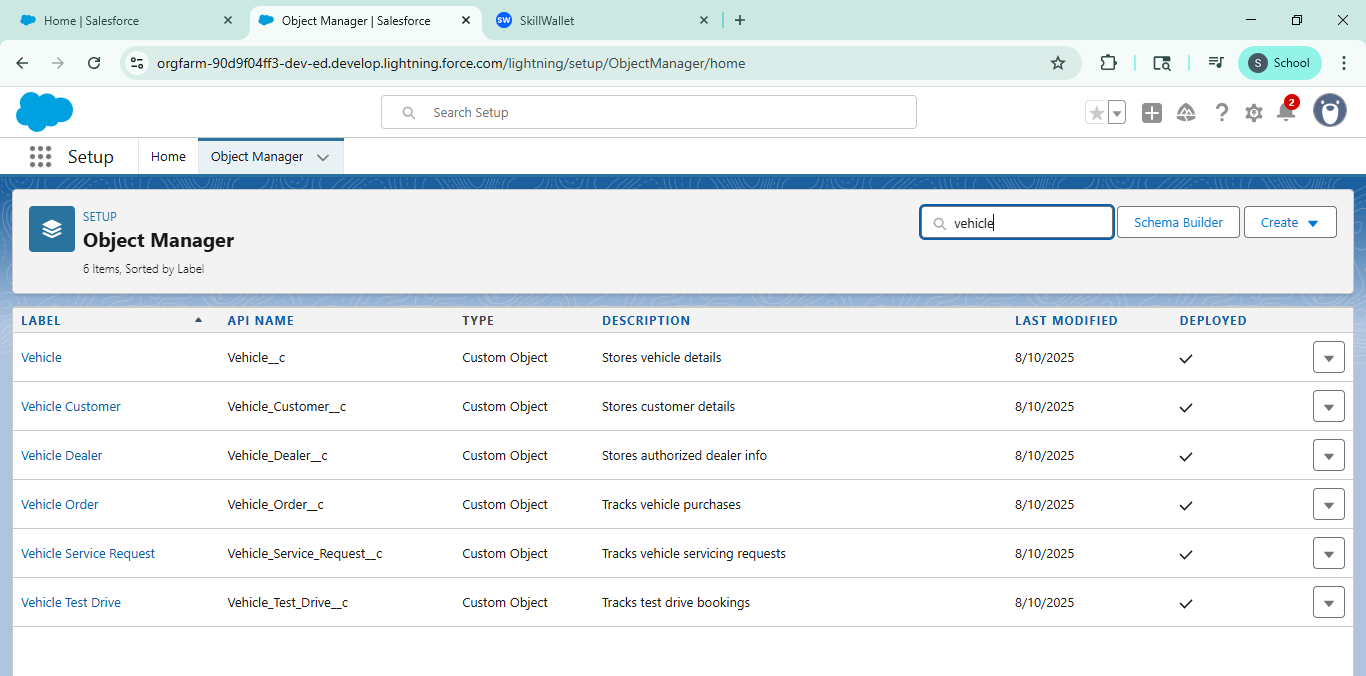 Home | Salesforce
Object Manager | Salesforce
SW
SkillWallet
orgfarm-90d9f04ff3-dev-ed.develop.lightning.force.com/lightning/setup/ObjectManager/home
S
School
Search Setup
2
Setup
Home
Object Manager
SETUP
Object Manager
6 Items, Sorted by Label
vehicle
Schema Builder
Create
LABEL API NAME TYPE DESCRIPTION LAST MODIFIED DEPLOYED
Vehicle Vehicle__c Custom Object Stores vehicle details 8/10/2025
Vehicle Customer Vehicle_Customer__c Custom Object Stores customer details 8/10/2025
Vehicle Dealer Vehicle_Dealer__c Custom Object Stores authorized dealer info 8/10/2025
Vehicle Order Vehicle_Order__c Custom Object Tracks vehicle purchases 8/10/2025
Vehicle Service Request Vehicle_Service_Request__c Custom Object Tracks vehicle servicing requests 8/10/2025
Vehicle Test Drive Vehicle_Test_Drive__c Custom Object Tracks test drive bookings 8/10/2025